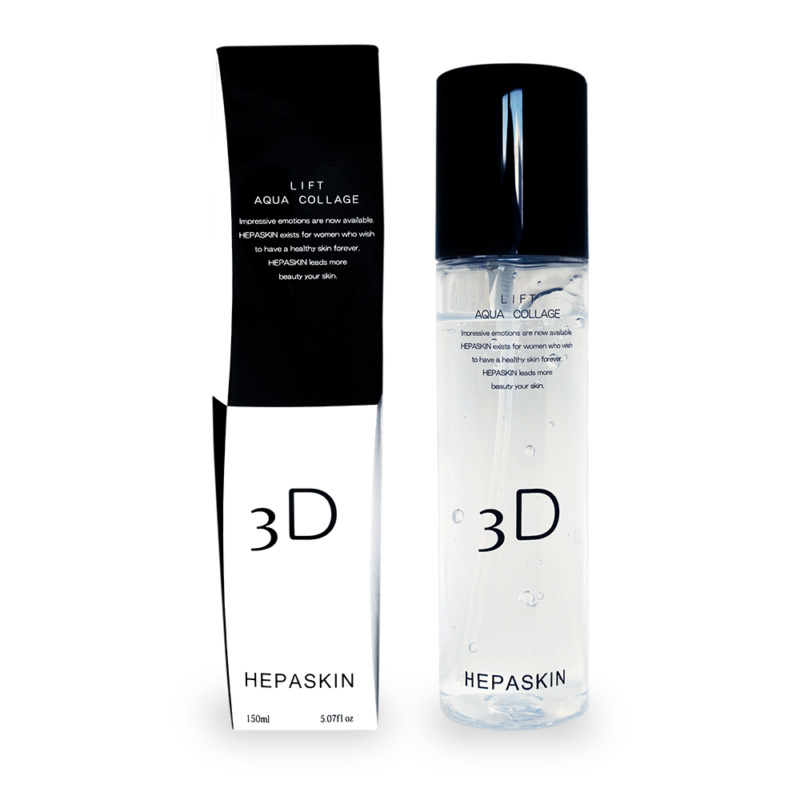 LIFT
AQUA COLLAGE
Impressive emotions are now available.
HEPASKIN exists for women who wish
to have a healthy skin forever.
HEPASKIN leads more
beauty your skin.
3D
HEPASKIN
150ml 5.07fl oz
LIFT
AQUA COLLAGE
Impressive emotions are now available
HEPASKIN exists for women who wish
to have a healthy skin forever.
HEPASKIN leads more
beauty your skin.
3D
HEPASKIN